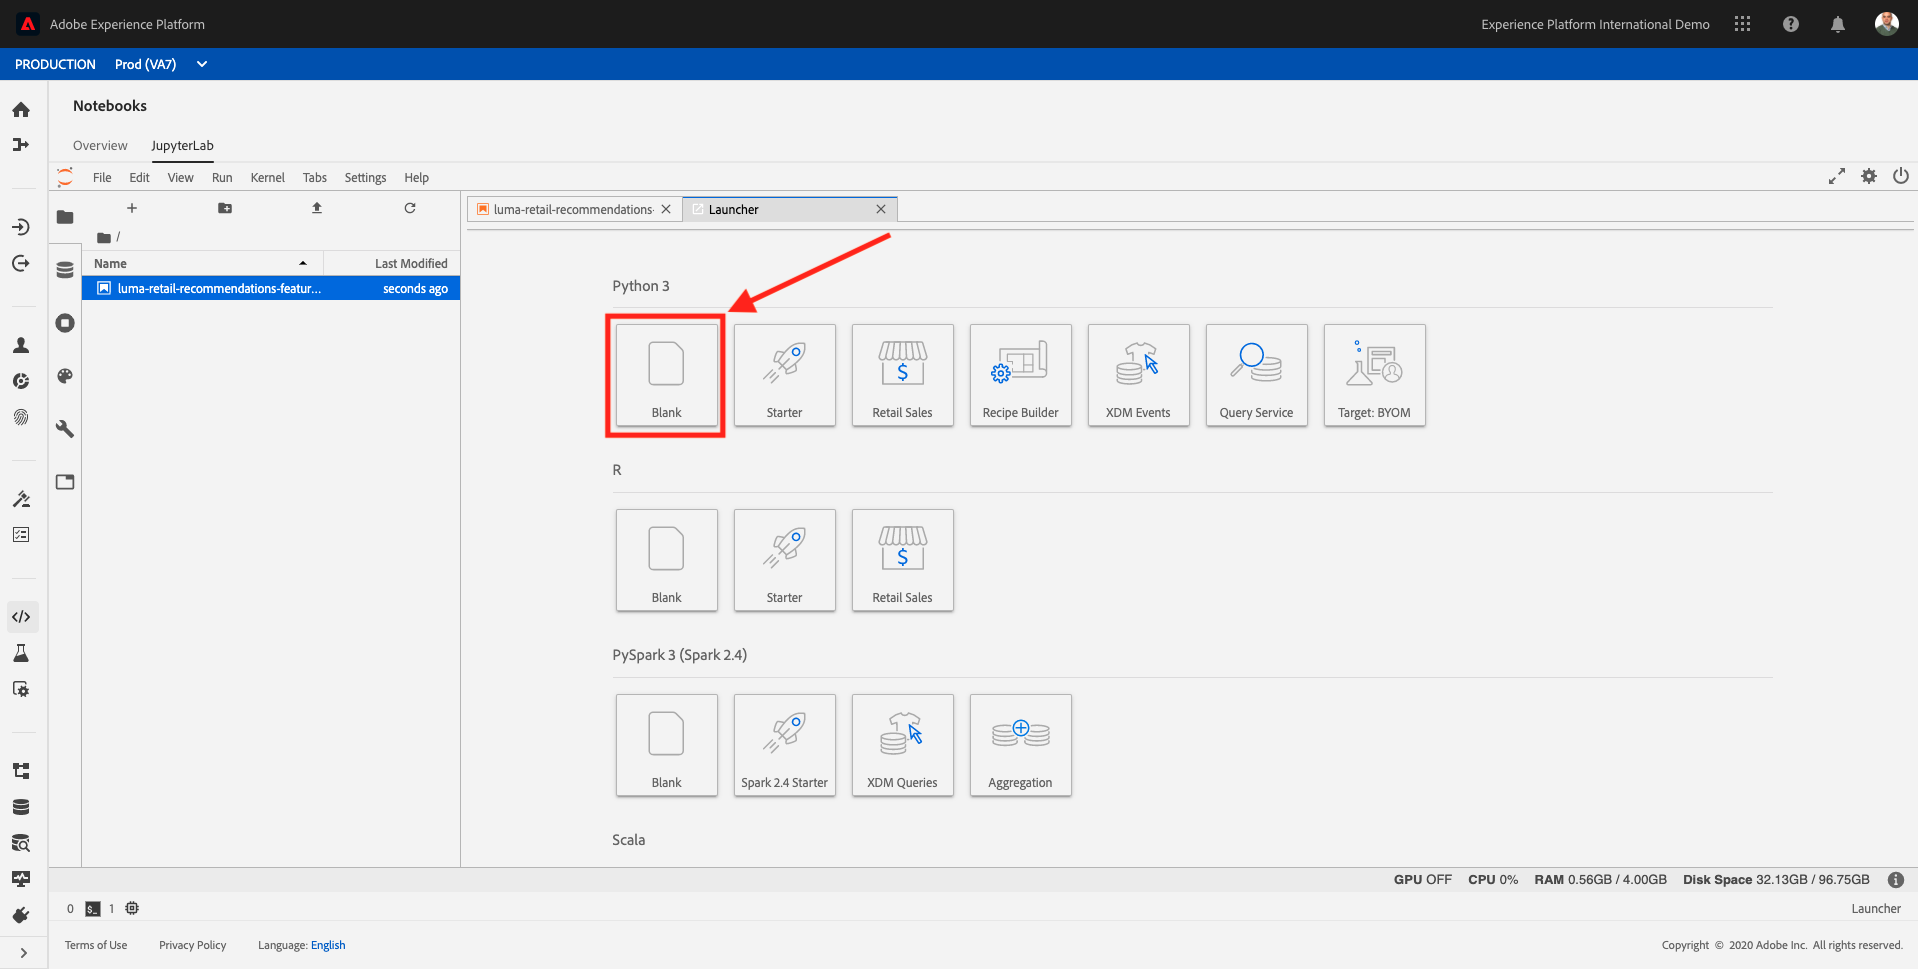 Adobe Experience Platform
Experience Platform International Demo
PRODUCTION Prod (VA7)
Notebooks
Overview JupyterLab
File Edit View Run Kernel Tabs Settings Help
luma-retail-recommendations- Launcher
/
Name Last Modified
luma-retail-recommendations-featur... seconds ago
Python 3
$
Blank Starter Retail Sales Recipe Builder XDM Events Query Service Target: BYOM
R
$
Blank Starter Retail Sales
PySpark 3 (Spark 2.4)
Blank Spark 2.4 Starter XDM Queries Aggregation
Scala
GPU OFF CPU 0% RAM 0.56GB / 4.00GB Disk Space 32.13GB / 96.75GB
0 $_ 1 Launcher
Terms of Use Privacy Policy Language: English Copyright © 2020 Adobe Inc. All rights reserved.